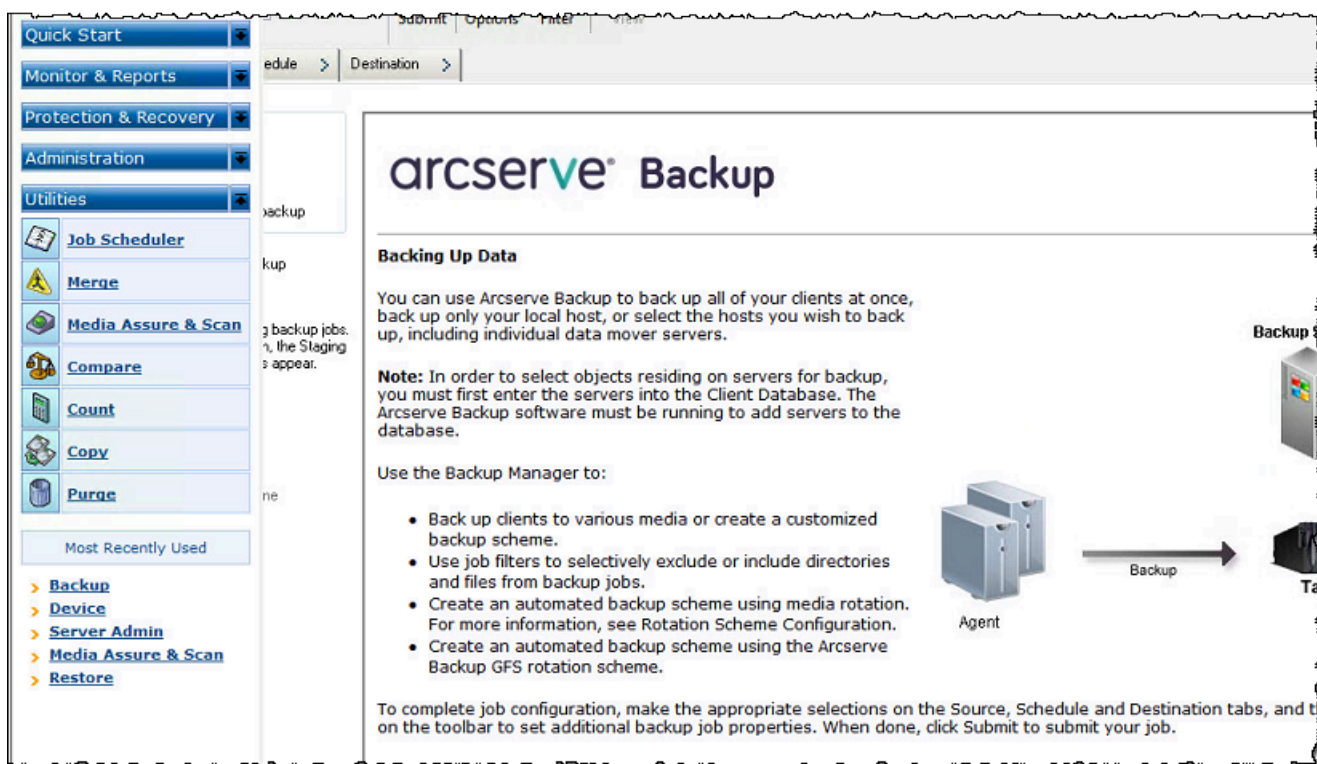 Submit Options Filter View
Quick Start
edule > Destination >
Monitor & Reports
Protection & Recovery
Administration
Utilities
backup
Job Scheduler
kup
Merge
Media Assure & Scan
g backup jobs.
n, the Staging
s appear.
Compare
Count
Copy
Purge
ne
Most Recently Used
> Backup
> Device
> Server Admin
> Media Assure & Scan
> Restore
arcserve® Backup
Backing Up Data
You can use Arcserve Backup to back up all of your clients at once,
back up only your local host, or select the hosts you wish to back
up, including individual data mover servers.
Note: In order to select objects residing on servers for backup,
you must first enter the servers into the Client Database. The
Arcserve Backup software must be running to add servers to the
database.
Use the Backup Manager to:
• Back up clients to various media or create a customized
backup scheme.
• Use job filters to selectively exclude or include directories
and files from backup jobs.
• Create an automated backup scheme using media rotation.
For more information, see Rotation Scheme Configuration.
• Create an automated backup scheme using the Arcserve
Backup GFS rotation scheme.
Backup
Agent
Backup
Ta
To complete job configuration, make the appropriate selections on the Source, Schedule and Destination tabs, and t
on the toolbar to set additional backup job properties. When done, click Submit to submit your job.